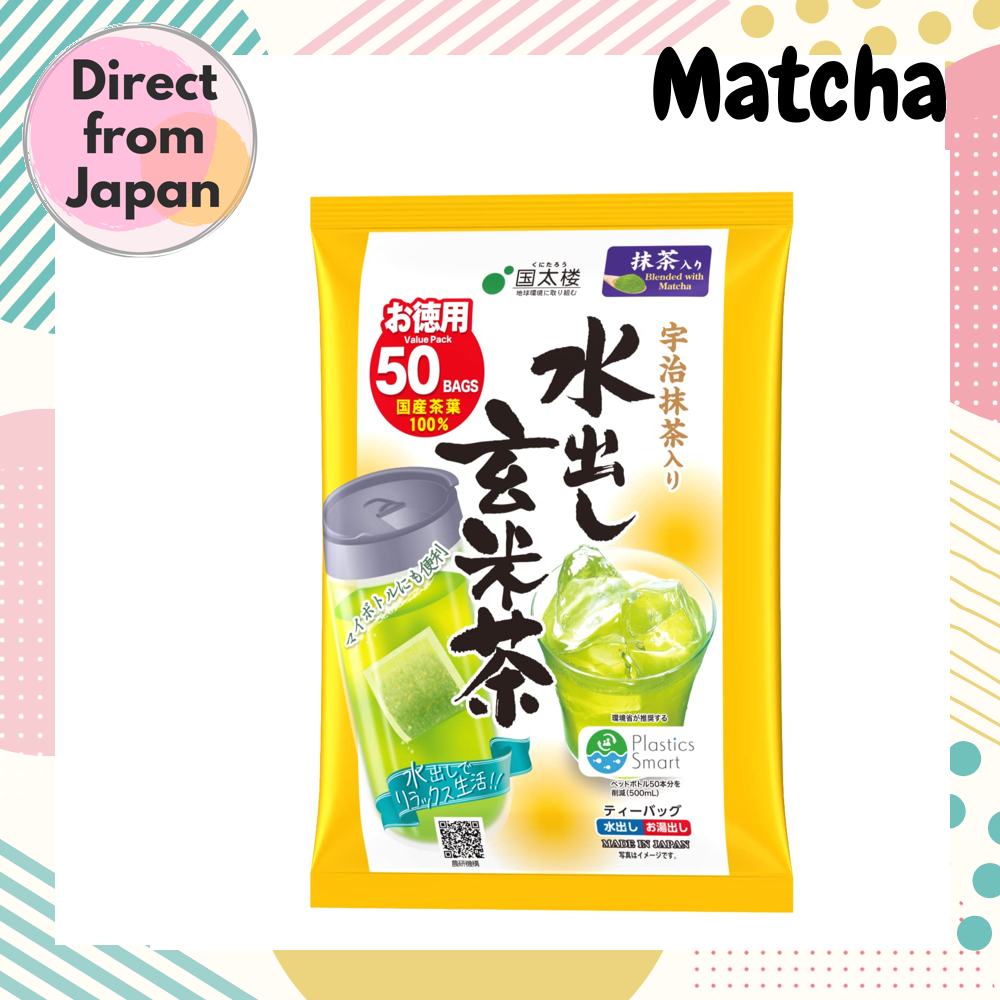 Direct
from
Japan
Matcha
くにたろう
国太楼
地球環境に取り組む
抹茶入り
Blended with
Matcha
お徳用
Value Pack
50 BAGS
国産茶葉
100%
宇治抹茶入り
水出し
玄米茶
マイボトルにも便利
水出しで
リラックス生活!!
環境省が推奨する
Plastics
Smart
ペットボトル50本分を
削減(500mL)
ティーバッグ
水出し お湯出し
MADE IN JAPAN
写真はイメージです。
農研機構